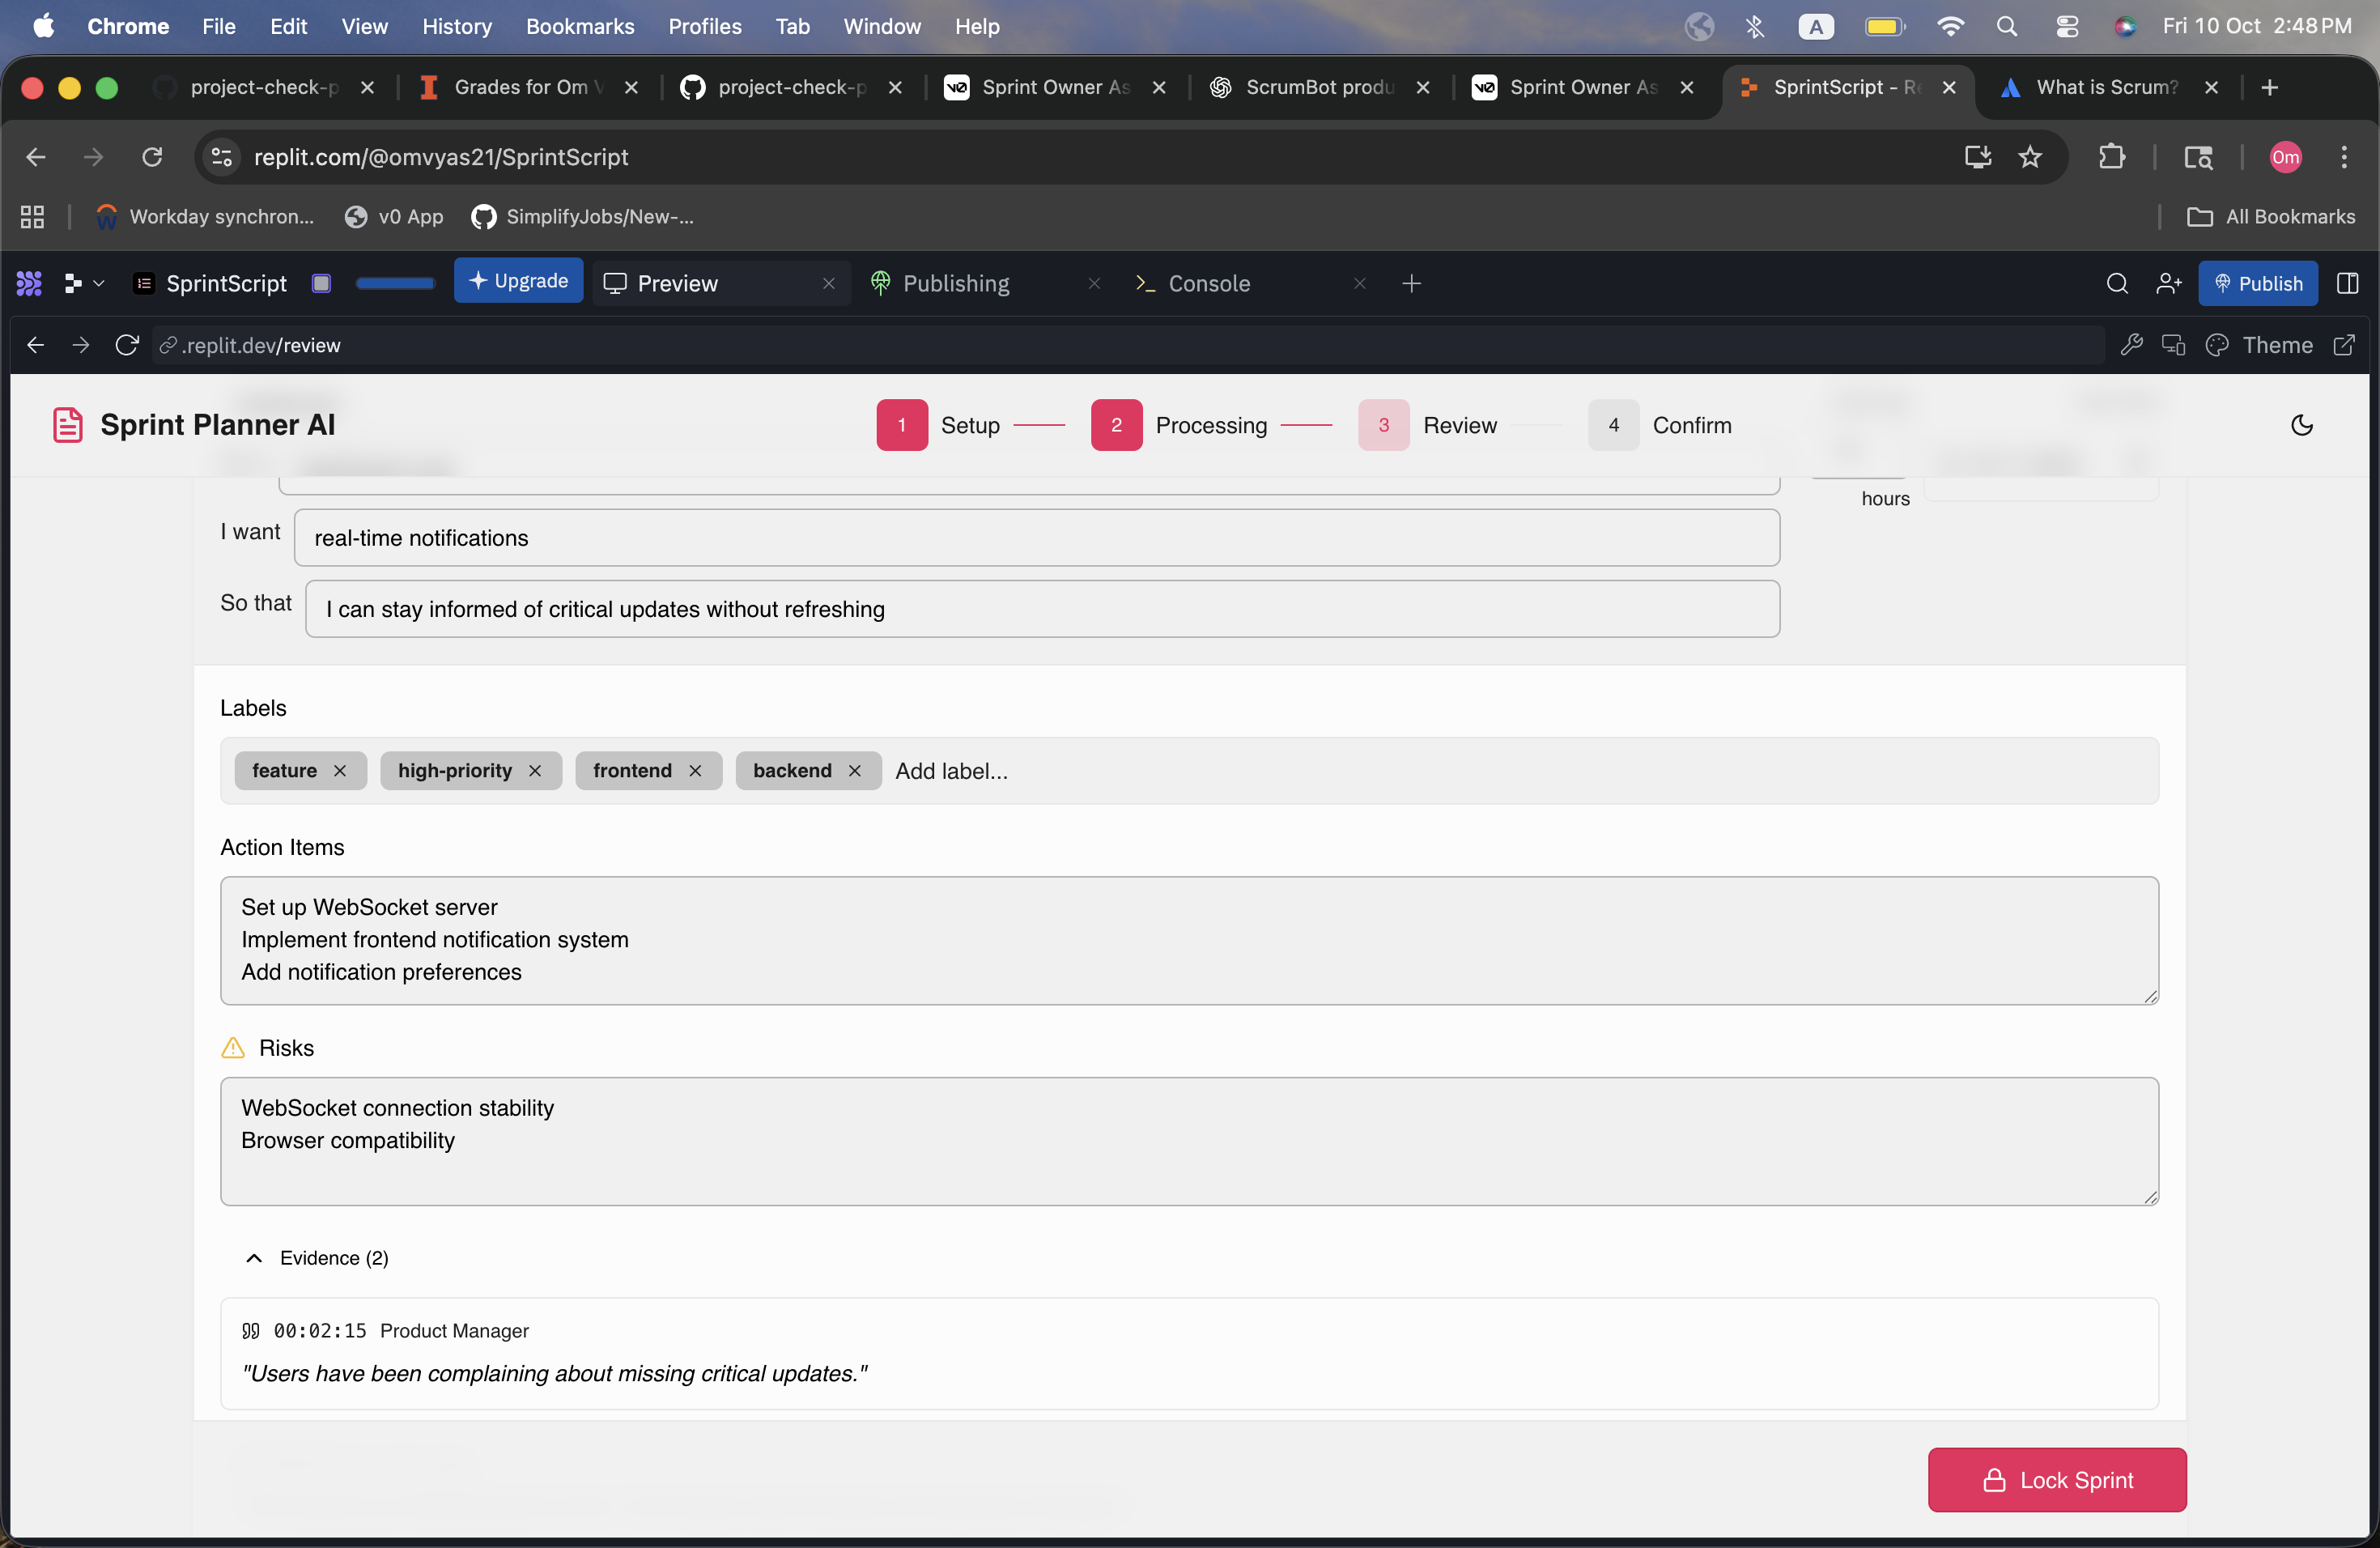 Chrome File Edit View History Bookmarks Profiles Tab Window Help A Fri 10 Oct 2:48 PM
project-check-p Grades for Om V project-check-p Sprint Owner As ScrumBot produ Sprint Owner As SprintScript - Re What is Scrum?
replit.com/@omvyas21/SprintScript Om
Workday synchron... v0 App SimplifyJobs/New-... All Bookmarks
SprintScript Upgrade Preview Publishing Console Publish
.replit.dev/review Theme
Sprint Planner AI 1 Setup 2 Processing 3 Review 4 Confirm
hours
I want real-time notifications
So that I can stay informed of critical updates without refreshing
Labels
feature high-priority frontend backend Add label...
Action Items
Set up WebSocket server
Implement frontend notification system
Add notification preferences
Risks
WebSocket connection stability
Browser compatibility
Evidence (2)
00:02:15 Product Manager
"Users have been complaining about missing critical updates."
Lock Sprint